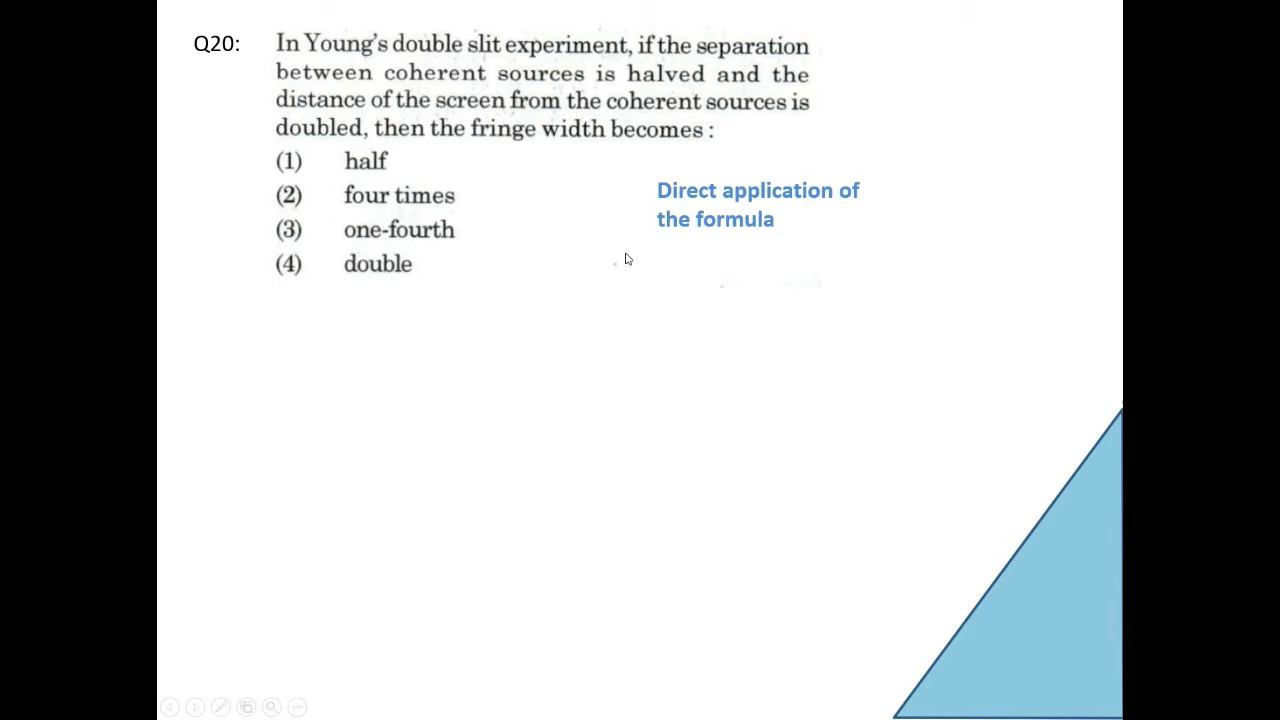 Q20: In Young's double slit experiment, if the separation
between coherent sources is halved and the
distance of the screen from the coherent sources is
doubled, then the fringe width becomes :
(1) half
(2) four times
(3) one-fourth
(4) double
Direct application of
the formula